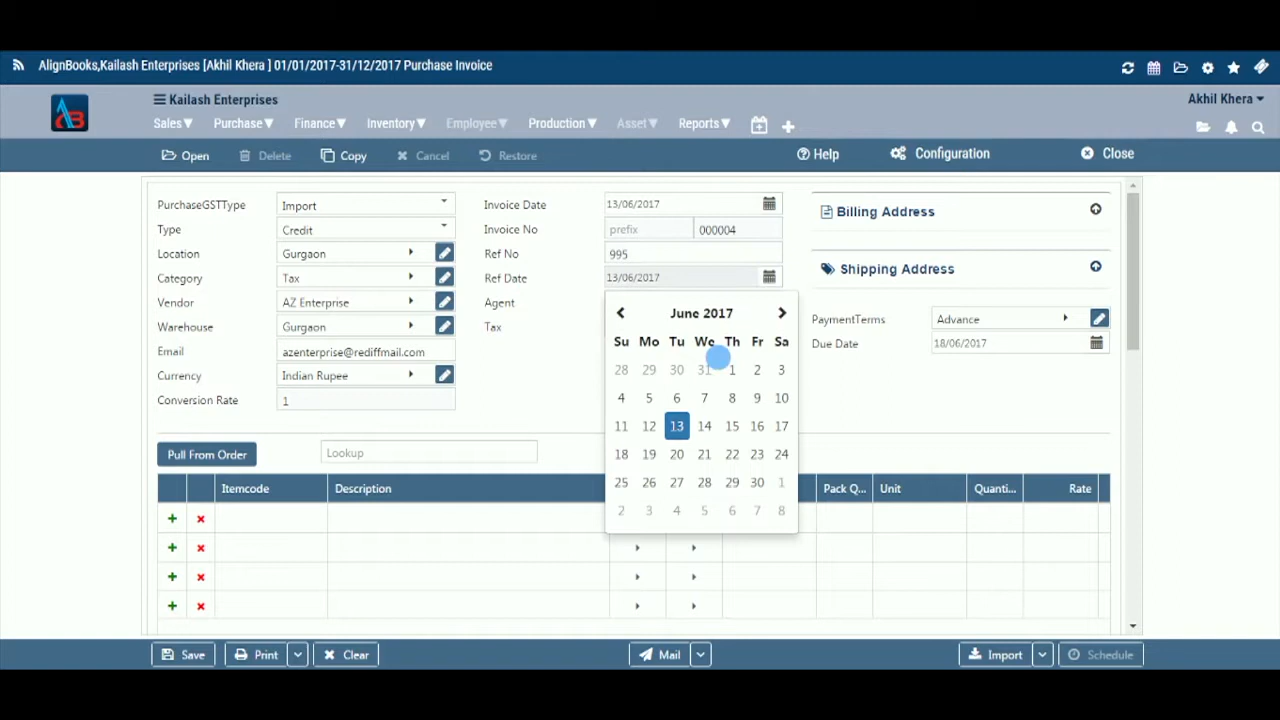 AlignBooks,Kailash Enterprises [Akhil Khera ] 01/01/2017-31/12/2017 Purchase Invoice
Kailash Enterprises
Akhil Khera
AB
Sales Purchase Finance Inventory Employee Production Asset Reports
Open Delete Copy Cancel Restore Help Configuration Close
PurchaseGSTType Import
Type Credit
Location Gurgaon
Category Tax
Vendor AZ Enterprise
Warehouse Gurgaon
Email azenterprise@rediffmail.com
Currency Indian Rupee
Conversion Rate 1
Invoice Date 13/06/2017
Invoice No prefix 000004
Ref No 995
Ref Date 13/06/2017
Agent
Tax
June 2017
Su Mo Tu We Th Fr Sa
28 29 30 31 1 2 3
4 5 6 7 8 9 10
11 12 13 14 15 16 17
18 19 20 21 22 23 24
25 26 27 28 29 30 1
2 3 4 5 6 7 8
Billing Address
Shipping Address
PaymentTerms Advance
Due Date 18/06/2017
Pull From Order Lookup
Itemcode Description Pack Q... Unit Quanti... Rate
Save Print Clear Mail Import Schedule